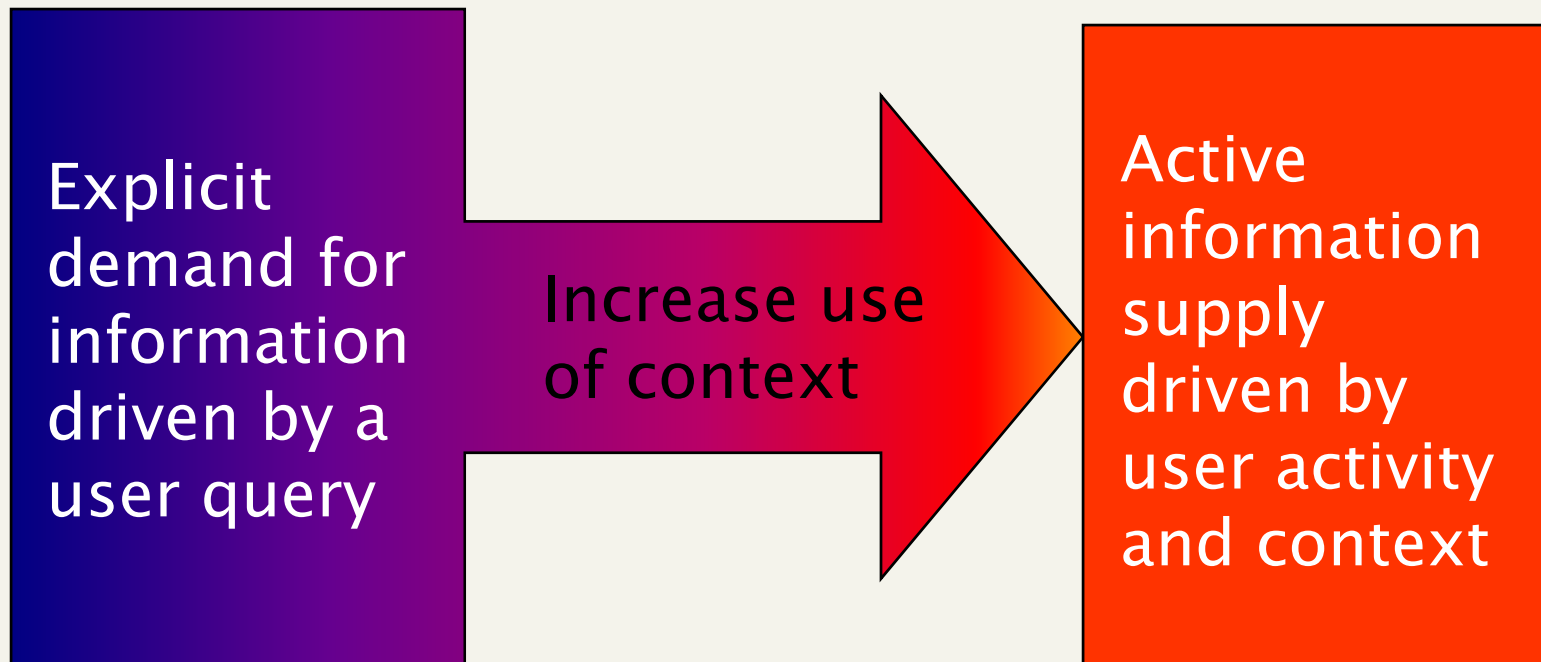 Explicit
demand for
information
driven by a
user query
Increase use
of context
Active
information
supply
driven by
user activity
and context